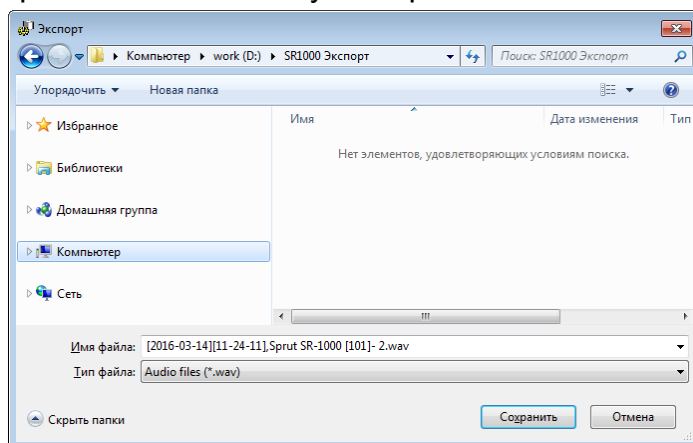 Экспорт
Компьютер ▸ work (D:) ▸ SR1000 Экспорт
Поиск: SR1000 Экспорт
Упорядочить ▾ Новая папка
Имя Дата изменения Тип
Избранное
Нет элементов, удовлетворяющих условиям поиска.
Библиотеки
Домашняя группа
Компьютер
Сеть
Имя файла: [2016-03-14][11-24-11],Sprut SR-1000 [101]- 2.wav
Тип файла: Audio files (*.wav)
Скрыть папки Сохранить Отмена